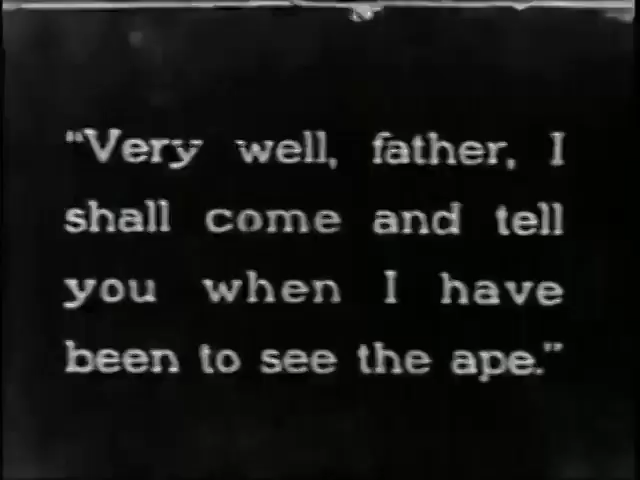 "Very well, father, I
shall come and tell
you when I have
been to see the ape."